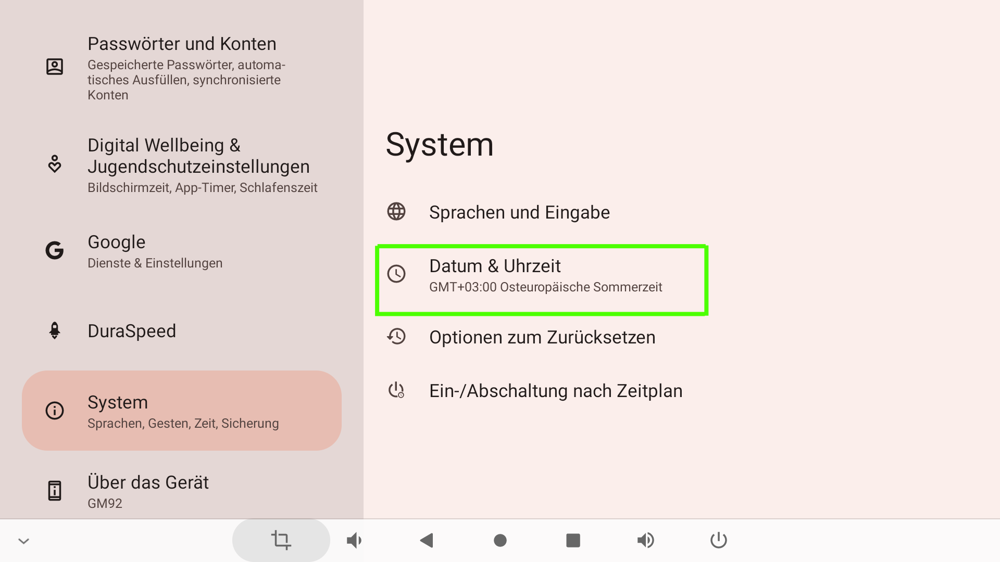 Passwörter und Konten
Gespeicherte Passwörter, automa-
tisches Ausfüllen, synchronisierte
Konten
Digital Wellbeing &
Jugendschutzeinstellungen
Bildschirmzeit, App-Timer, Schlafenszeit
Google
Dienste & Einstellungen
DuraSpeed
System
Sprachen, Gesten, Zeit, Sicherung
Über das Gerät
GM92
System
Sprachen und Eingabe
Datum & Uhrzeit
GMT+03:00 Osteuropäische Sommerzeit
Optionen zum Zurücksetzen
Ein-/Abschaltung nach Zeitplan